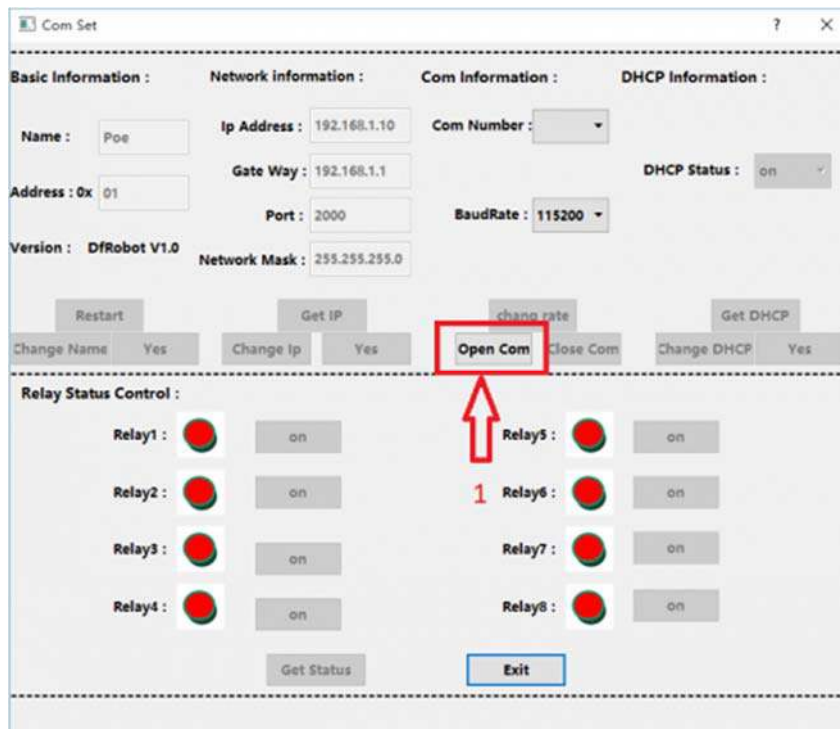 Com Set ? ×
Basic Information : Network information : Com Information : DHCP Information :
Name : Poe Ip Address : 192.168.1.10 Com Number :
Gate Way : 192.168.1.1 DHCP Status : on
Address : 0x 01
Port : 2000 BaudRate : 115200
Version : DfRobot V1.0 Network Mask : 255.255.255.0
Restart Get IP chang rate Get DHCP
Change Name Yes Change Ip Yes Open Com Close Com Change DHCP Yes
Relay Status Control :
Relay1 : on Relay5 : on
Relay2 : on 1 Relay6 : on
Relay3 : on Relay7 : on
Relay4 : on Relay8 : on
Get Status Exit